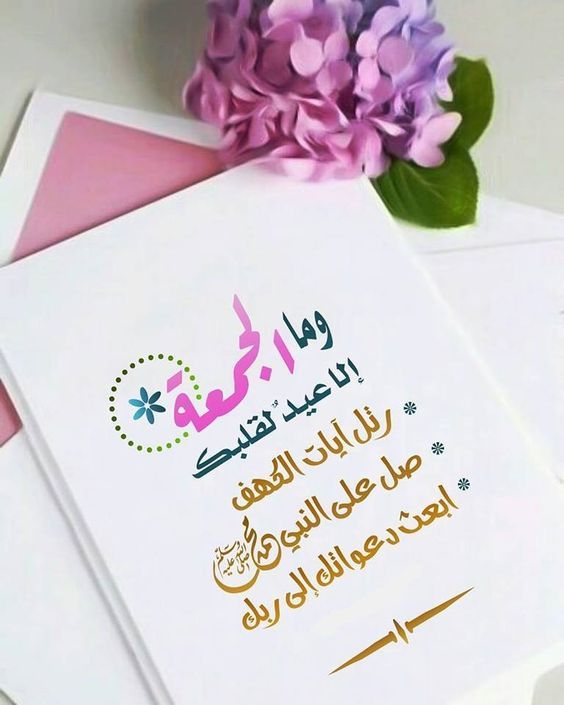 وما الجمعة
إلا عيدٌ لقلبك
* رتل آيات الكهف
* صل على النبي محمد صلى الله عليه وسلم
* ابعث دعواتك إلى ربك